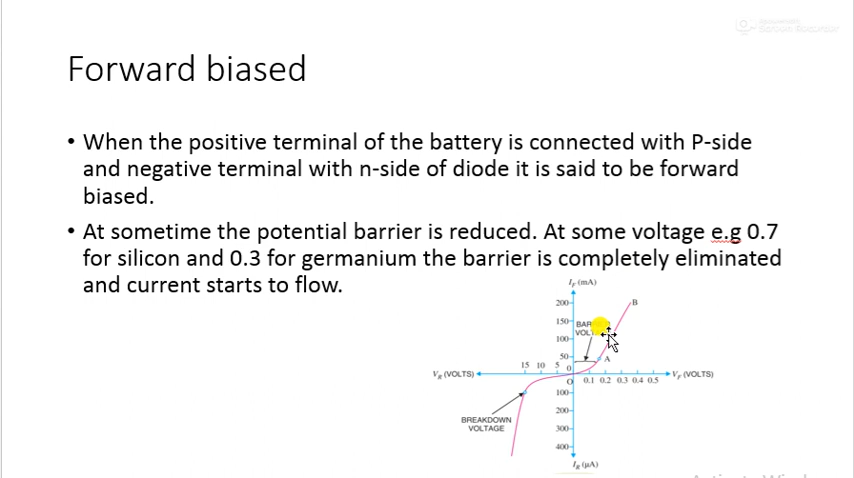 Forward biased
• When the positive terminal of the battery is connected with P-side
and negative terminal with n-side of diode it is said to be forward
biased.
• At sometime the potential barrier is reduced. At some voltage e.g 0.7
for silicon and 0.3 for germanium the barrier is completely eliminated
and current starts to flow.
I_F (mA)
200
B
150
100
50
A
15 10 5 0
V_R (VOLTS)
V_F (VOLTS)
O 0.1 0.2 0.3 0.4 0.5
100
BREAKDOWN
VOLTAGE
200
300
400
I_R (μA)